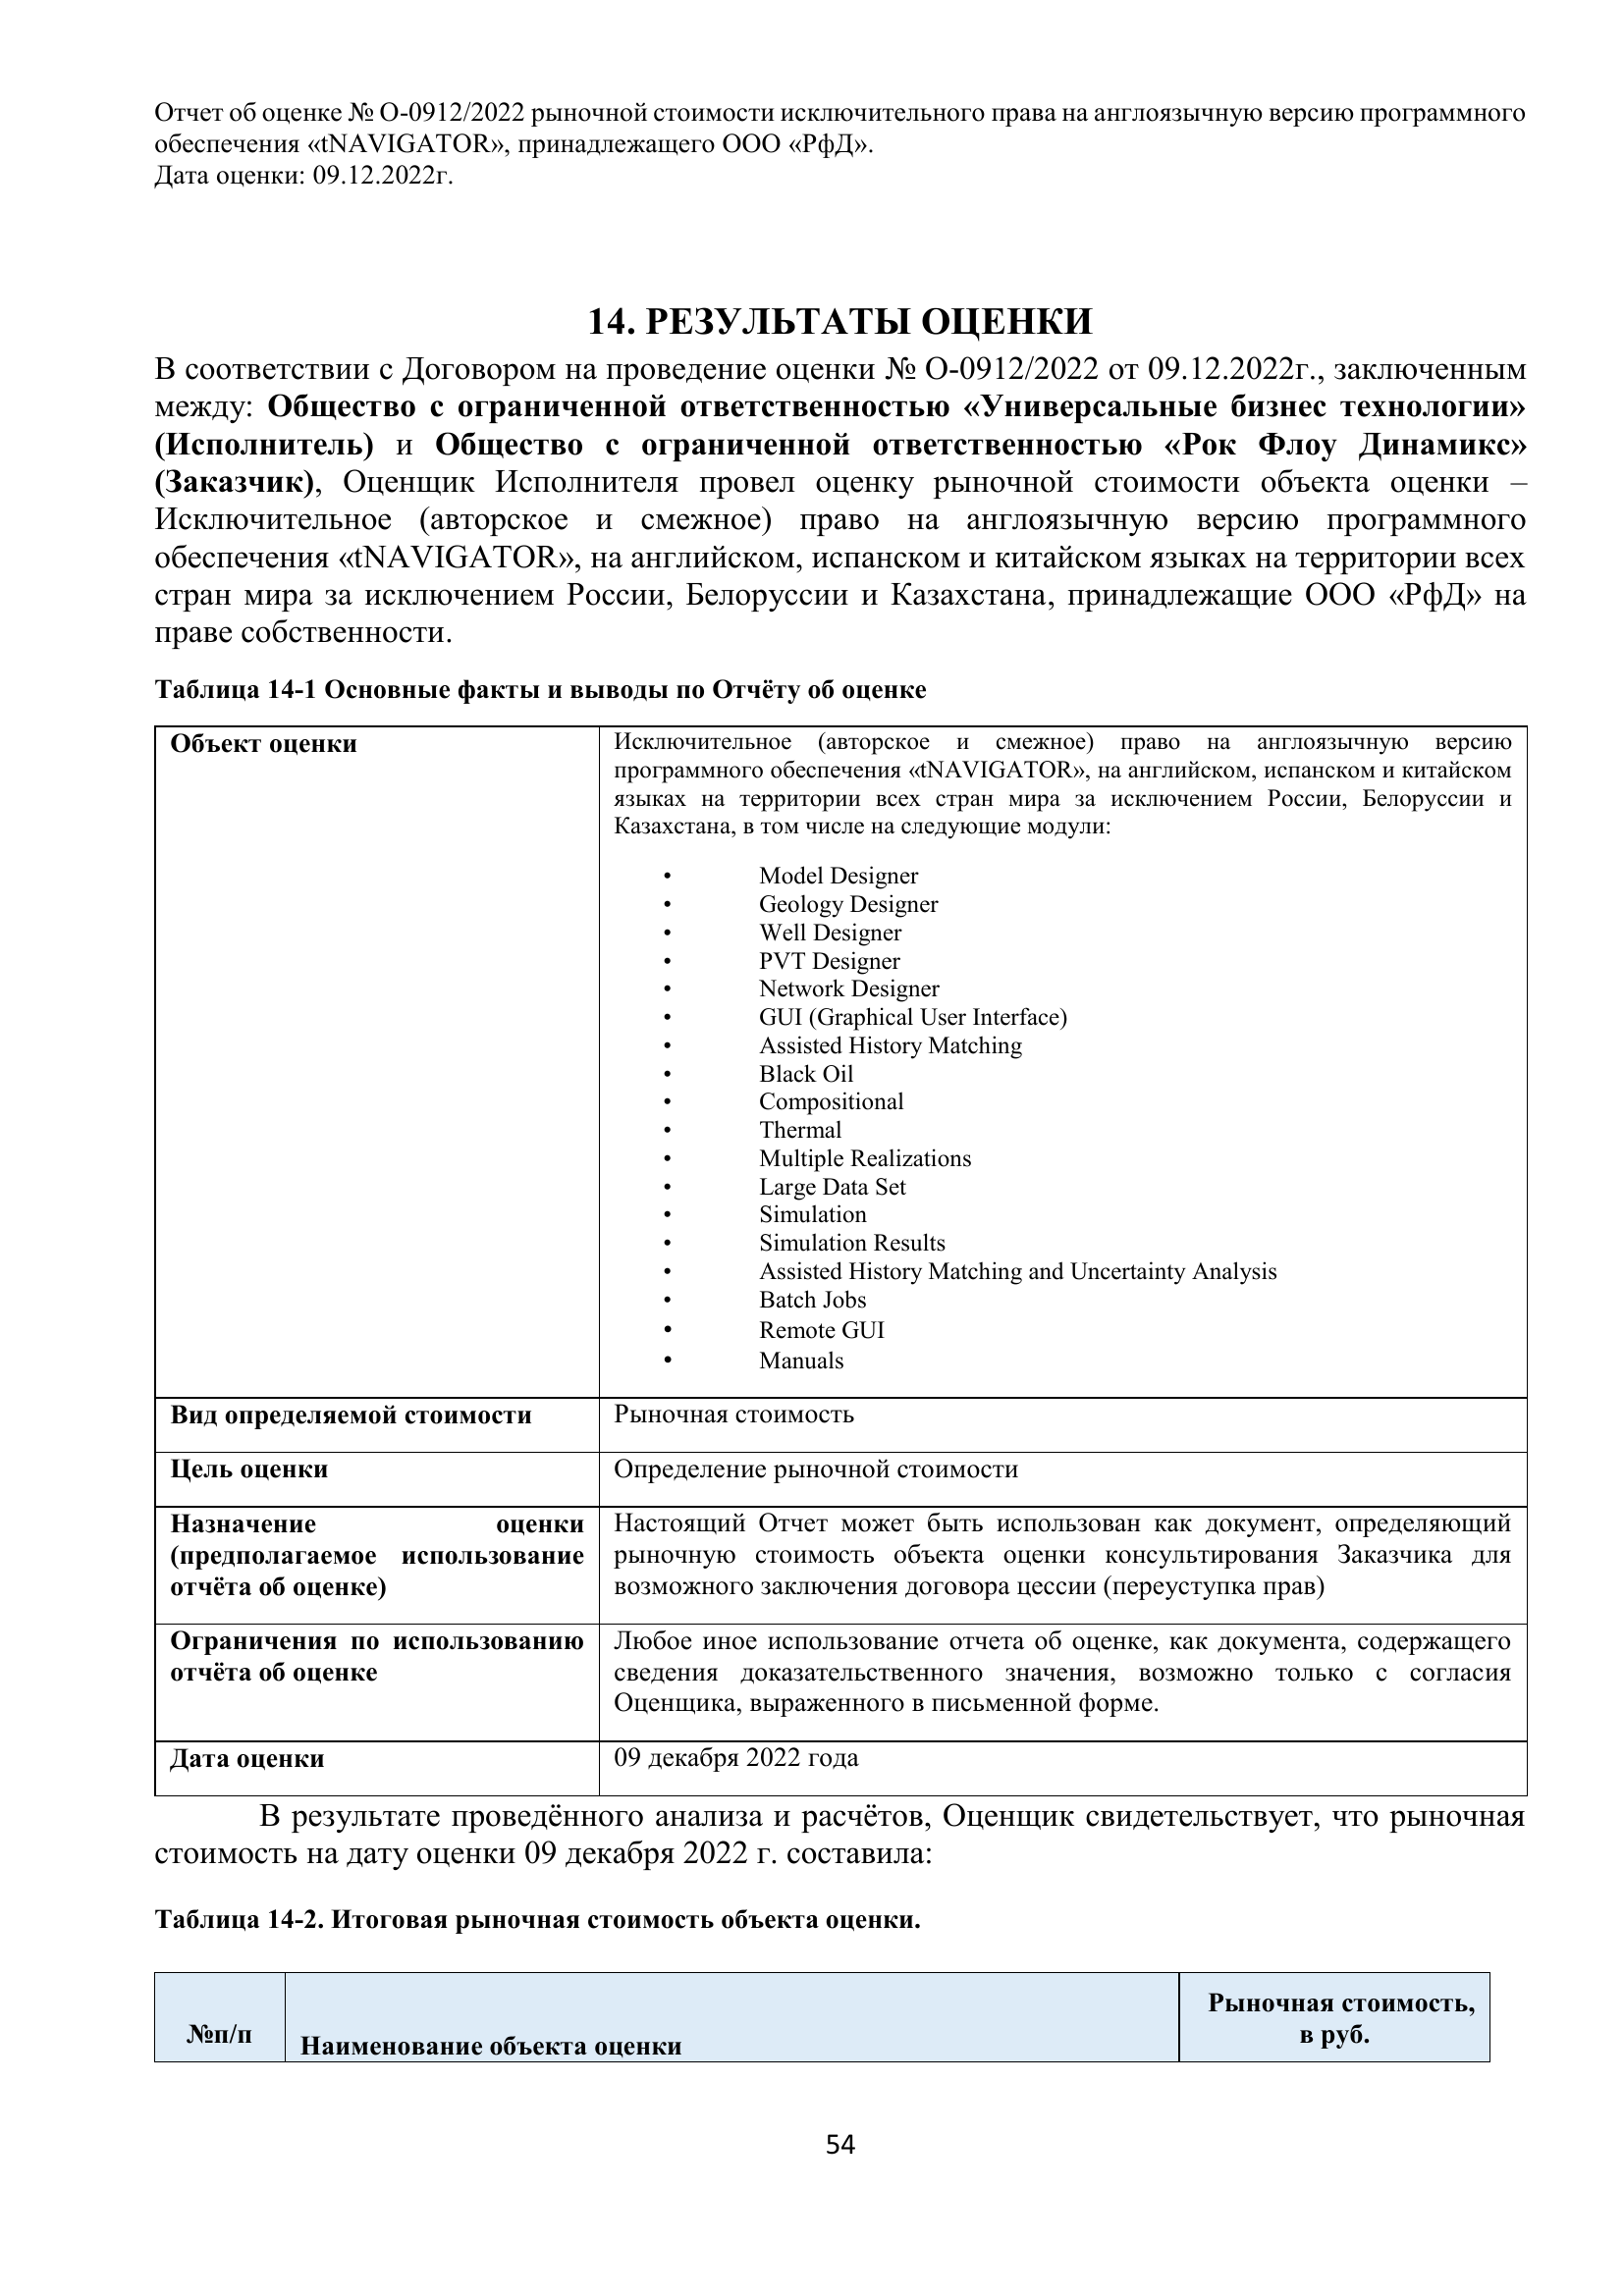 Отчет об оценке № О-0912/2022 рыночной стоимости исключительного права на англоязычную версию программного
обеспечения «tNAVIGATOR», принадлежащего ООО «РфД».
Дата оценки: 09.12.2022г.
14. РЕЗУЛЬТАТЫ ОЦЕНКИ
В соответствии с Договором на проведение оценки № О-0912/2022 от 09.12.2022г., заключенным
между: Общество с ограниченной ответственностью «Универсальные бизнес технологии»
(Исполнитель) и Общество с ограниченной ответственностью «Рок Флоу Динамикс»
(Заказчик), Оценщик Исполнителя провел оценку рыночной стоимости объекта оценки –
Исключительное (авторское и смежное) право на англоязычную версию программного
обеспечения «tNAVIGATOR», на английском, испанском и китайском языках на территории всех
стран мира за исключением России, Белоруссии и Казахстана, принадлежащие ООО «РфД» на
праве собственности.
Таблица 14-1 Основные факты и выводы по Отчёту об оценке
Объект оценки
Исключительное (авторское и смежное) право на англоязычную версию
программного обеспечения «tNAVIGATOR», на английском, испанском и китайском
языках на территории всех стран мира за исключением России, Белоруссии и
Казахстана, в том числе на следующие модули:
• Model Designer
• Geology Designer
• Well Designer
• PVT Designer
• Network Designer
• GUI (Graphical User Interface)
• Assisted History Matching
• Black Oil
• Compositional
• Thermal
• Multiple Realizations
• Large Data Set
• Simulation
• Simulation Results
• Assisted History Matching and Uncertainty Analysis
• Batch Jobs
• Remote GUI
• Manuals
Вид определяемой стоимости
Рыночная стоимость
Цель оценки
Определение рыночной стоимости
Назначение оценки
(предполагаемое использование
отчёта об оценке)
Настоящий Отчет может быть использован как документ, определяющий
рыночную стоимость объекта оценки консультирования Заказчика для
возможного заключения договора цессии (переуступка прав)
Ограничения по использованию
отчёта об оценке
Любое иное использование отчета об оценке, как документа, содержащего
сведения доказательственного значения, возможно только с согласия
Оценщика, выраженного в письменной форме.
Дата оценки
09 декабря 2022 года
В результате проведённого анализа и расчётов, Оценщик свидетельствует, что рыночная
стоимость на дату оценки 09 декабря 2022 г. составила:
Таблица 14-2. Итоговая рыночная стоимость объекта оценки.
№п/п
Наименование объекта оценки
Рыночная стоимость,
в руб.
54